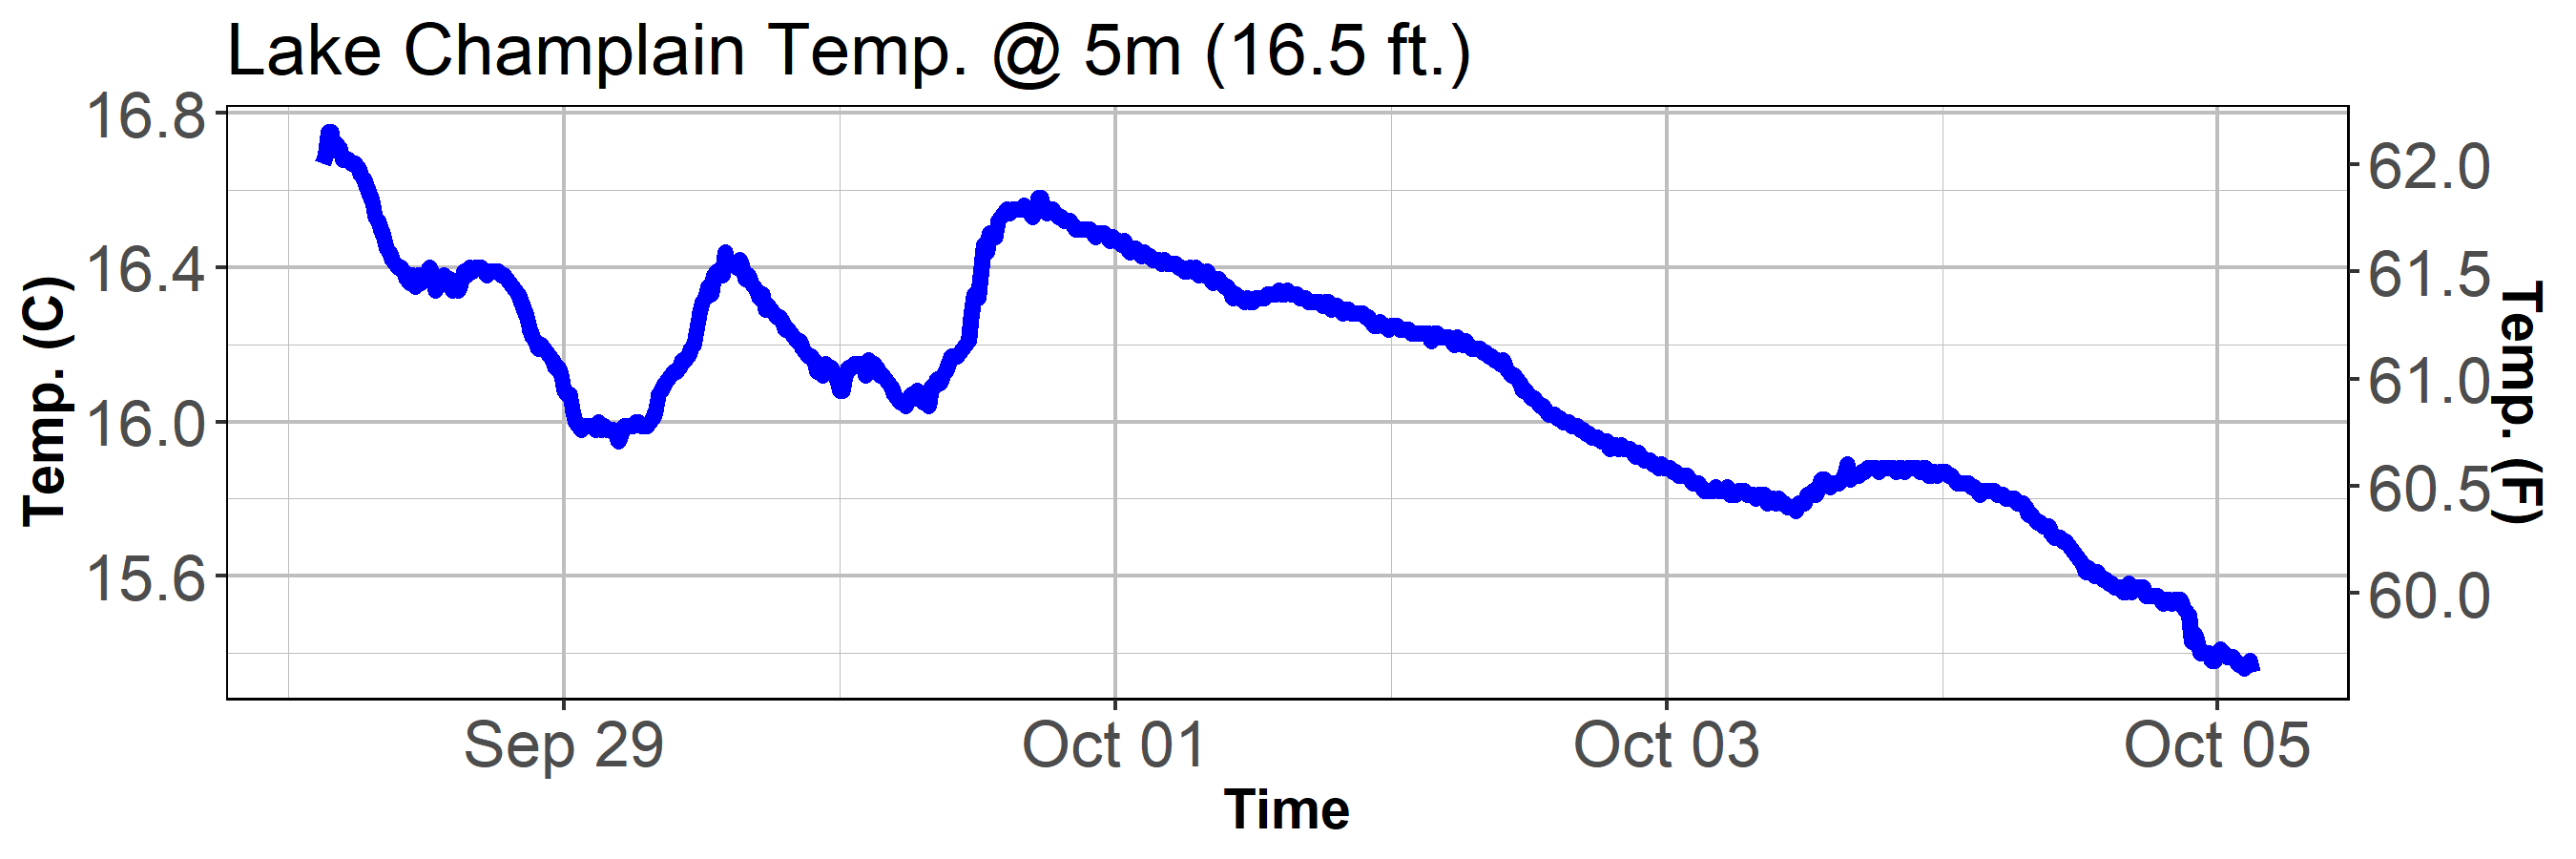 Lake Champlain Temp. @ 5m (16.5 ft.)
Temp. (C)
16.8
16.4
16.0
15.6
62.0
61.5
61.0
60.5
60.0
Temp. (F)
Sep 29
Oct 01
Oct 03
Oct 05
Time